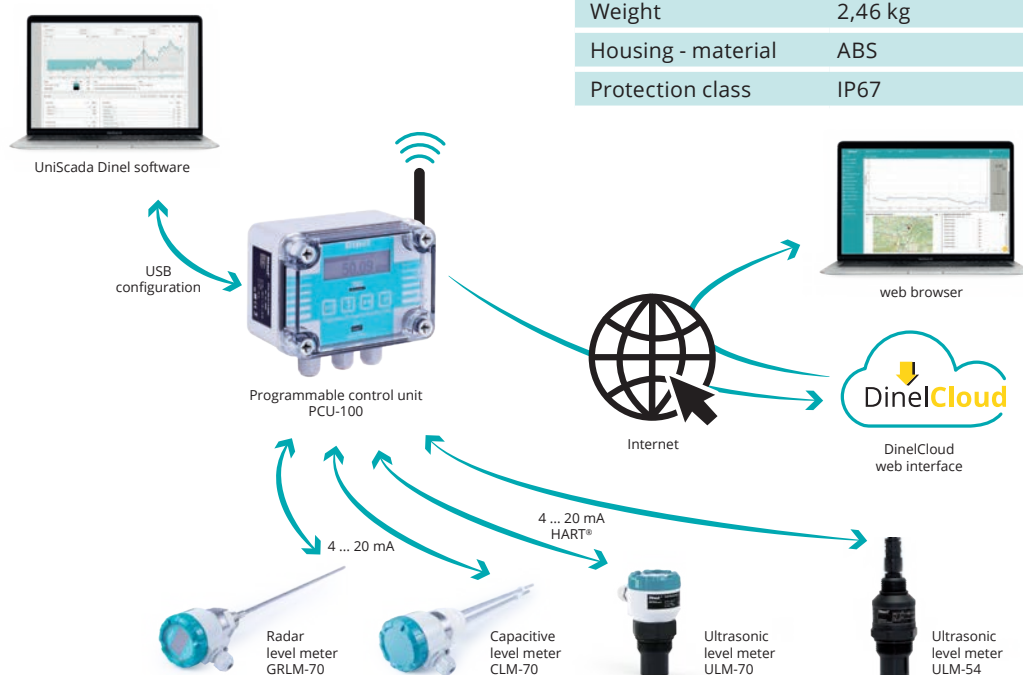 Weight 2,46 kg
Housing - material ABS
Protection class IP67
UniScada Dinel software
USB
configuration
50.09
Programmable control unit
PCU-100
Internet
web browser
DinelCloud
DinelCloud
web interface
4 ... 20 mA
4 ... 20 mA
HART®
Radar
level meter
GRLM-70
Capacitive
level meter
CLM-70
Ultrasonic
level meter
ULM-70
Ultrasonic
level meter
ULM-54